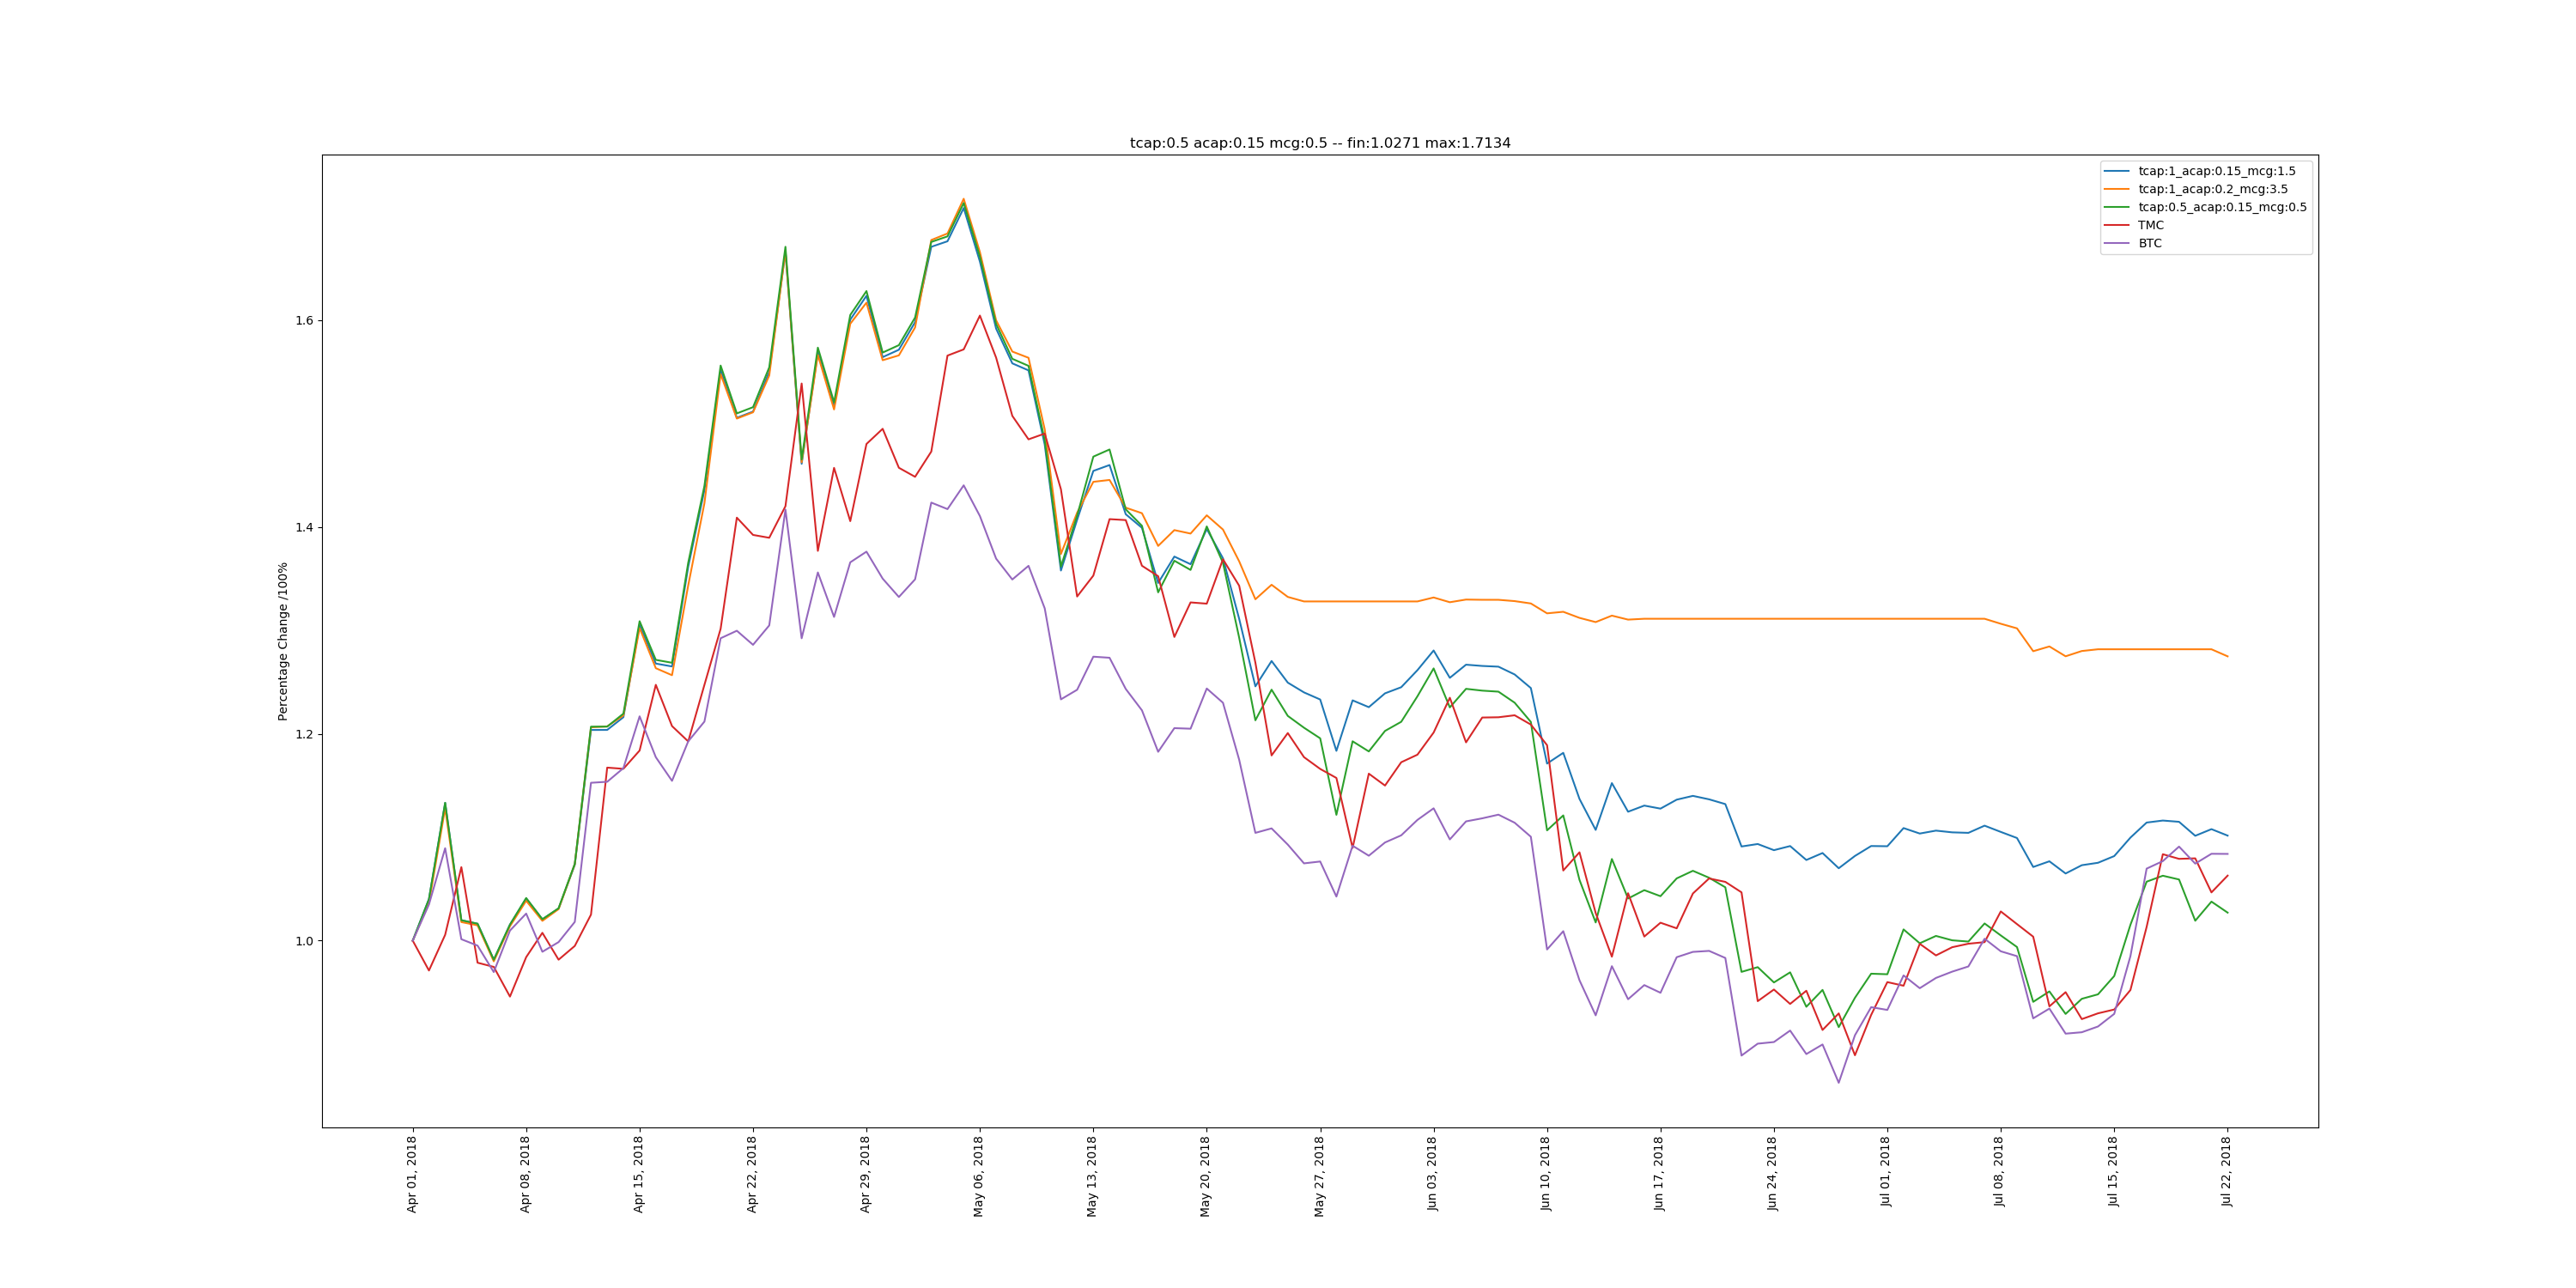 tcap:0.5 acap:0.15 mcg:0.5 -- fin:1.0271 max:1.7134
tcap:1_acap:0.15_mcg:1.5
tcap:1_acap:0.2_mcg:3.5
tcap:0.5_acap:0.15_mcg:0.5
TMC
BTC
Percentage Change /100%
1.6
1.4
1.2
1.0
Apr 01, 2018
Apr 08, 2018
Apr 15, 2018
Apr 22, 2018
Apr 29, 2018
May 06, 2018
May 13, 2018
May 20, 2018
May 27, 2018
Jun 03, 2018
Jun 10, 2018
Jun 17, 2018
Jun 24, 2018
Jul 01, 2018
Jul 08, 2018
Jul 15, 2018
Jul 22, 2018